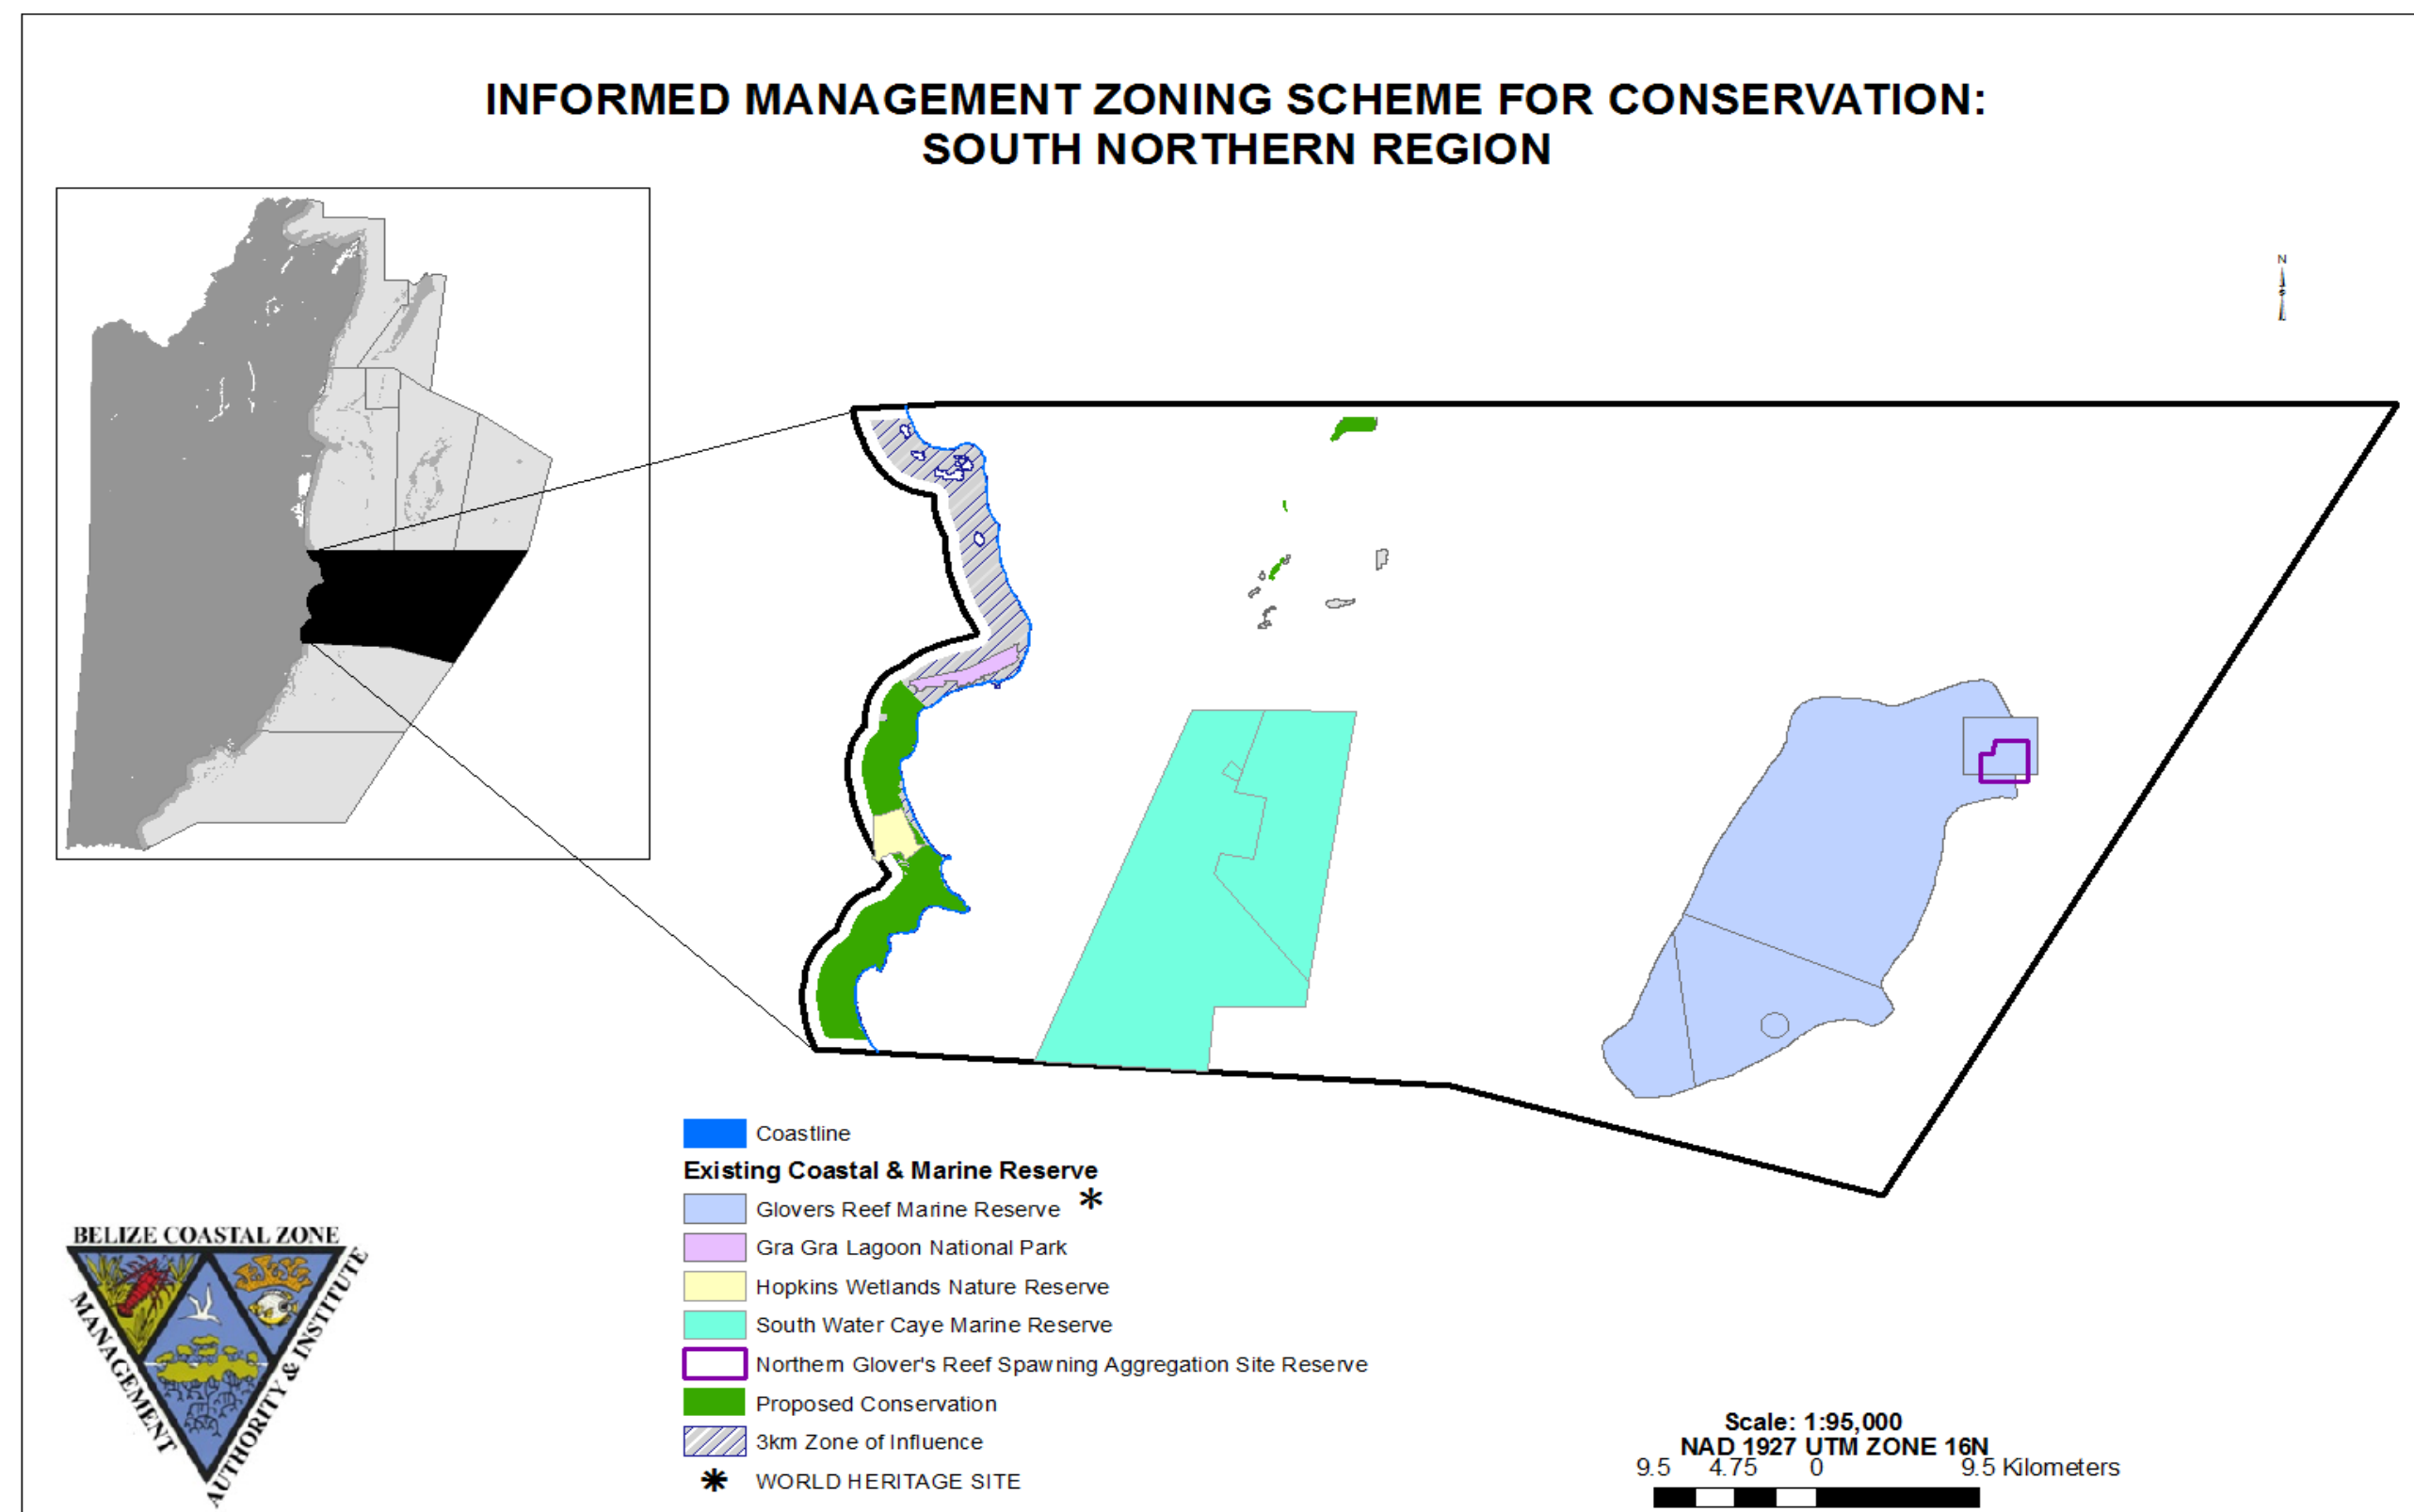 INFORMED MANAGEMENT ZONING SCHEME FOR CONSERVATION:
SOUTH NORTHERN REGION
N
Coastline
Existing Coastal & Marine Reserve
Glovers Reef Marine Reserve *
Gra Gra Lagoon National Park
Hopkins Wetlands Nature Reserve
South Water Caye Marine Reserve
Northern Glover's Reef Spawning Aggregation Site Reserve
Proposed Conservation
3km Zone of Influence
* WORLD HERITAGE SITE
BELIZE COASTAL ZONE
MANAGEMENT
AUTHORITY & INSTITUTE
Scale: 1:95,000
NAD 1927 UTM ZONE 16N
9.5 4.75 0 9.5 Kilometers